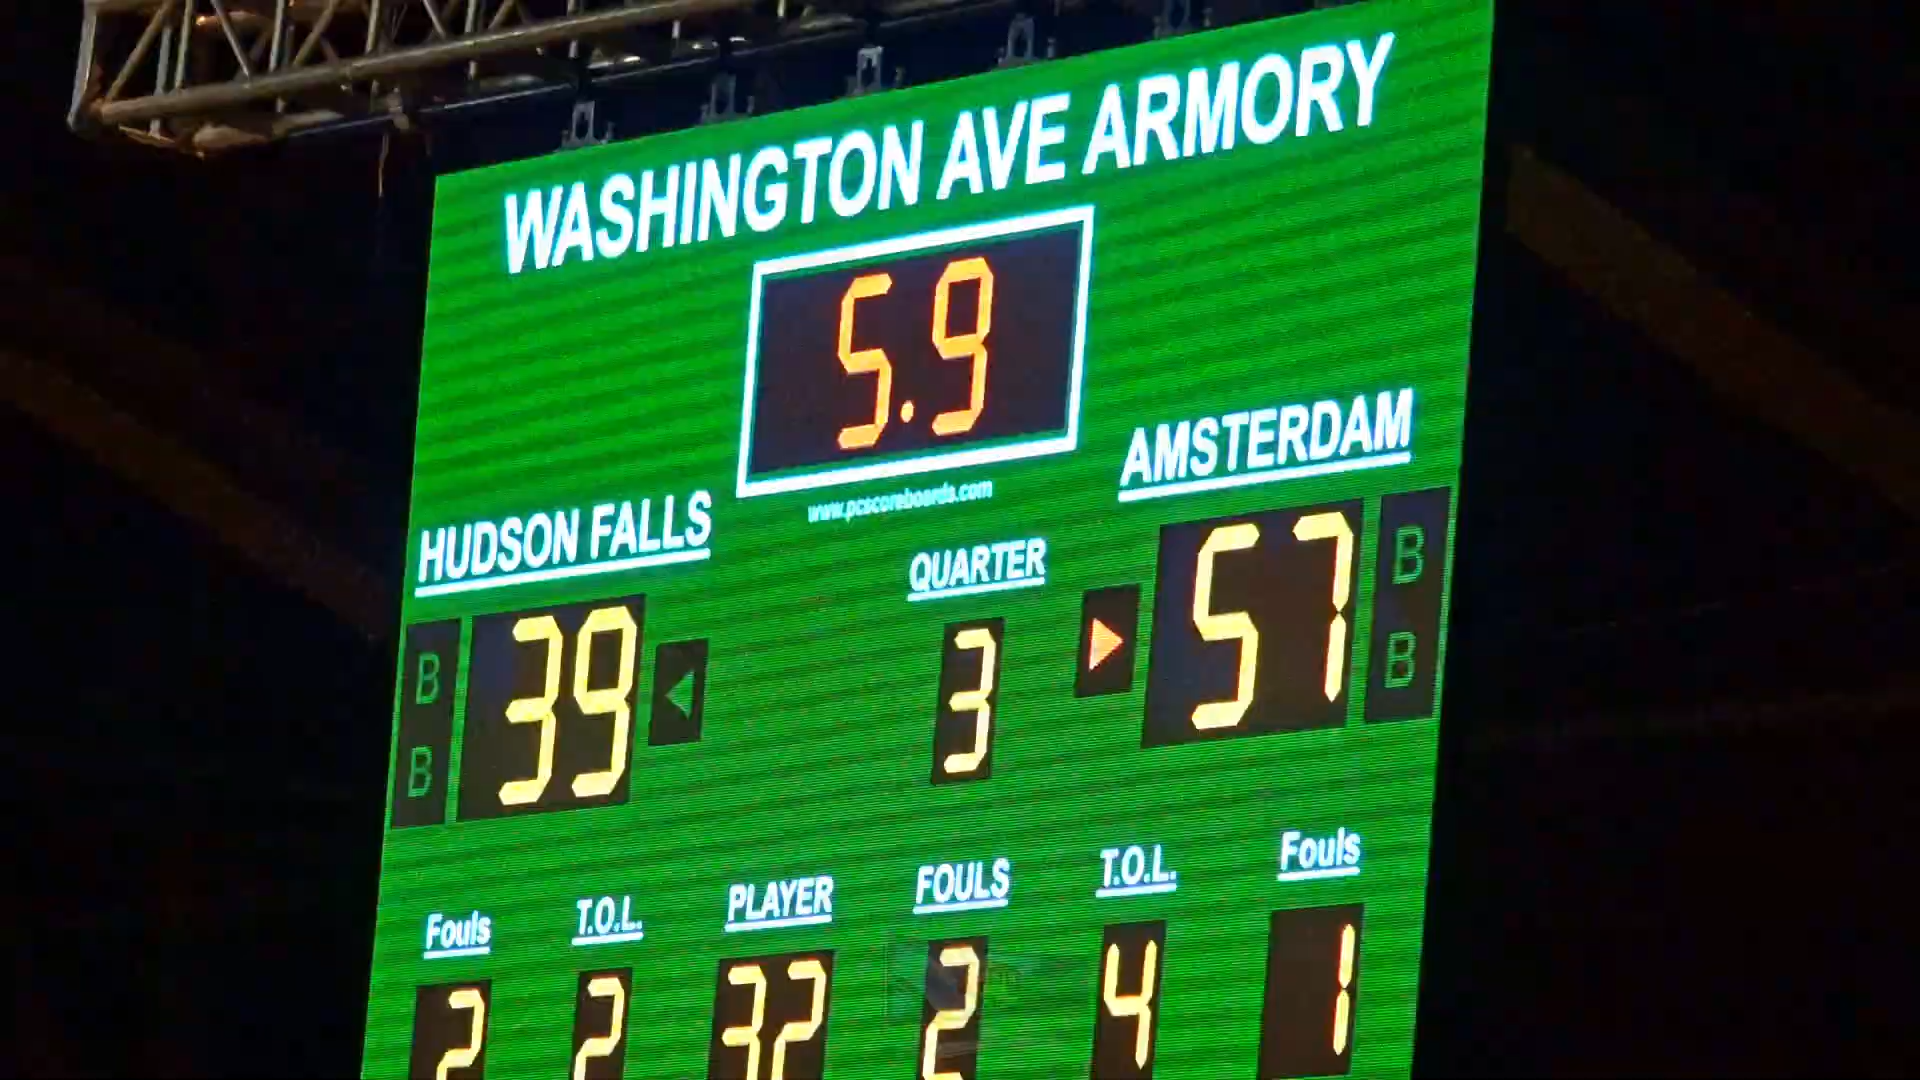 WASHINGTON AVE ARMORY
5.9
www.pcscoreboards.com
HUDSON FALLS QUARTER AMSTERDAM
B 39 3 57 B
B B
Fouls T.O.L. PLAYER FOULS T.O.L. Fouls
2 2 32 2 4 1